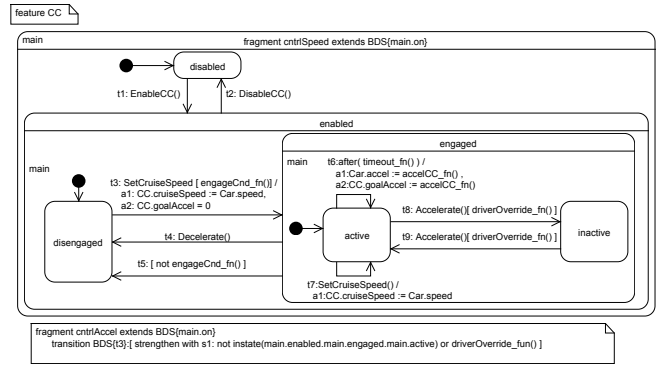 feature CC
main
fragment cntrlSpeed extends BDS{main.on}
disabled
t1: EnableCC()
t2: DisableCC()
enabled
engaged
main
main
t6:after( timeout_fn() ) /
a1:Car.accel := accelCC_fn() ,
a2:CC.goalAccel := accelCC_fn()
t3: SetCruiseSpeed [ engageCnd_fn()] /
a1: CC.cruiseSpeed := Car.speed,
a2: CC.goalAccel = 0
t8: Accelerate()[ driverOverride_fn() ]
disengaged
active
inactive
t4: Decelerate()
t9: Accelerate()[ driverOverride_fn() ]
t5: [ not engageCnd_fn() ]
t7:SetCruiseSpeed() /
a1:CC.cruiseSpeed := Car.speed
fragment cntrlAccel extends BDS{main.on}
transition BDS{t3}:[ strengthen with s1: not instate(main.enabled.main.engaged.main.active) or driverOverride_fun() ]